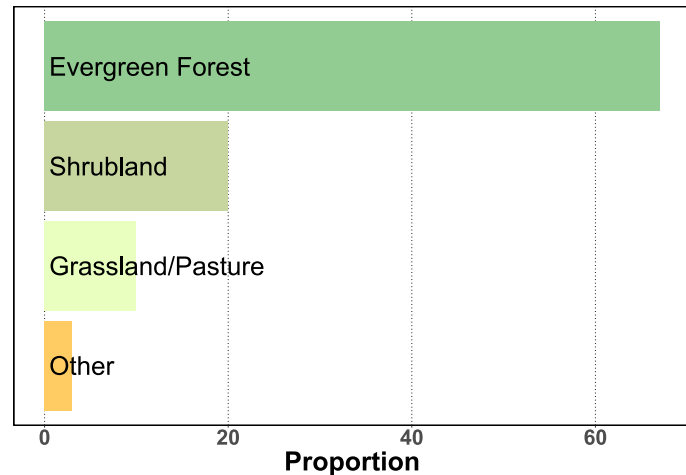 Evergreen Forest
Shrubland
Grassland/Pasture
Other
0 20 40 60
Proportion